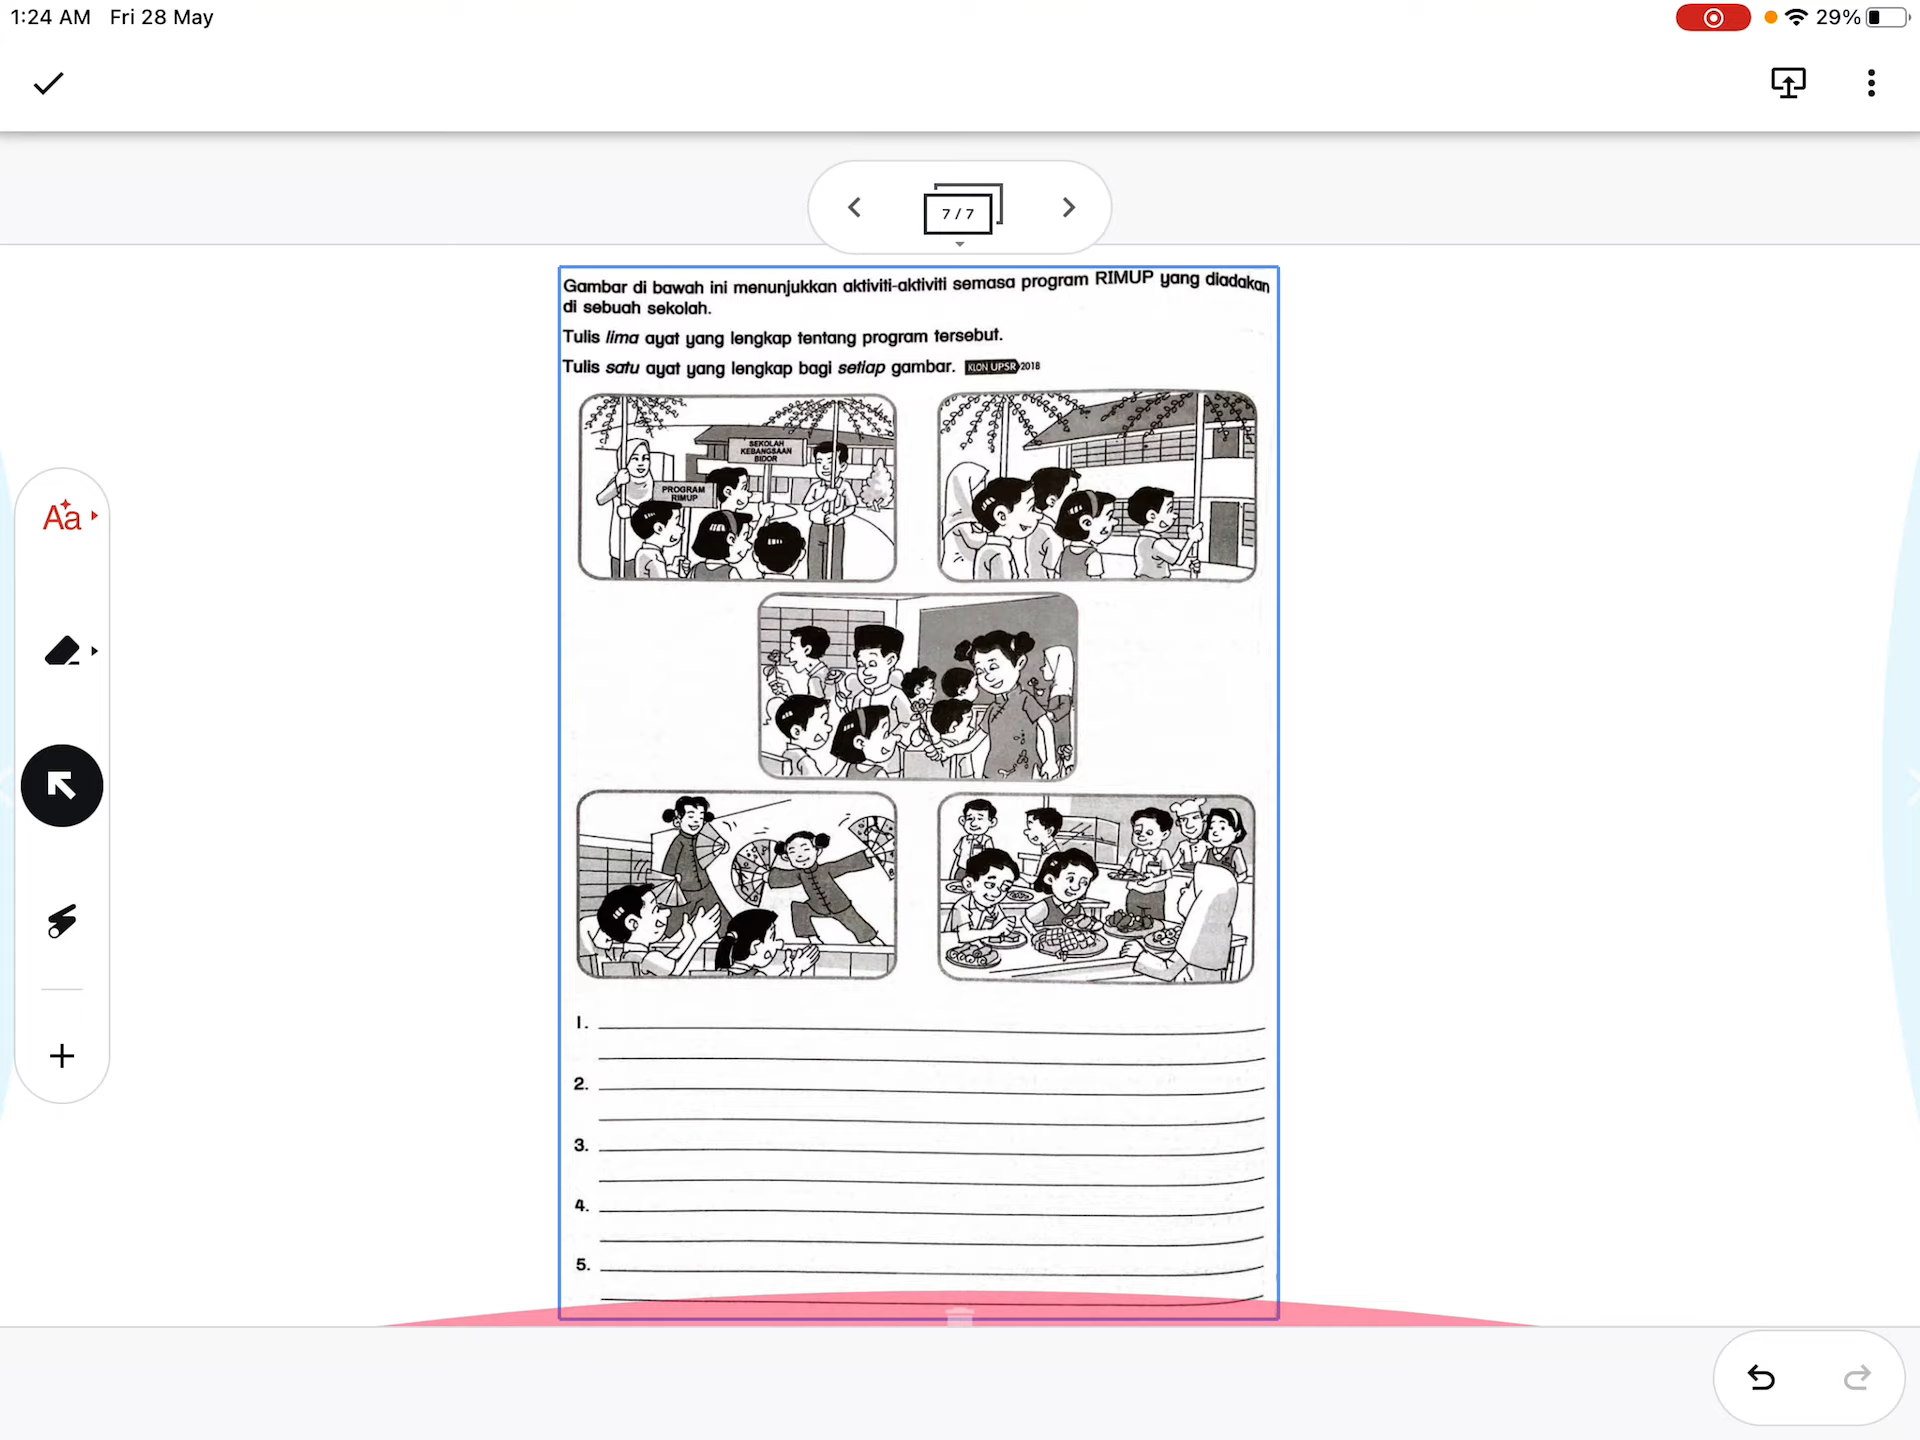 1:24 AM Fri 28 May
29%
7 / 7
Gambar di bawah ini menunjukkan aktiviti-aktiviti semasa program RIMUP yang diadakan
di sebuah sekolah.
Tulis lima ayat yang lengkap tentang program tersebut.
Tulis satu ayat yang lengkap bagi setiap gambar. KLON UPSR 2018
SEKOLAH
KEBANGSAAN
BIDOR
PROGRAM
RIMUP
Aa
1.
2.
3.
4.
5.